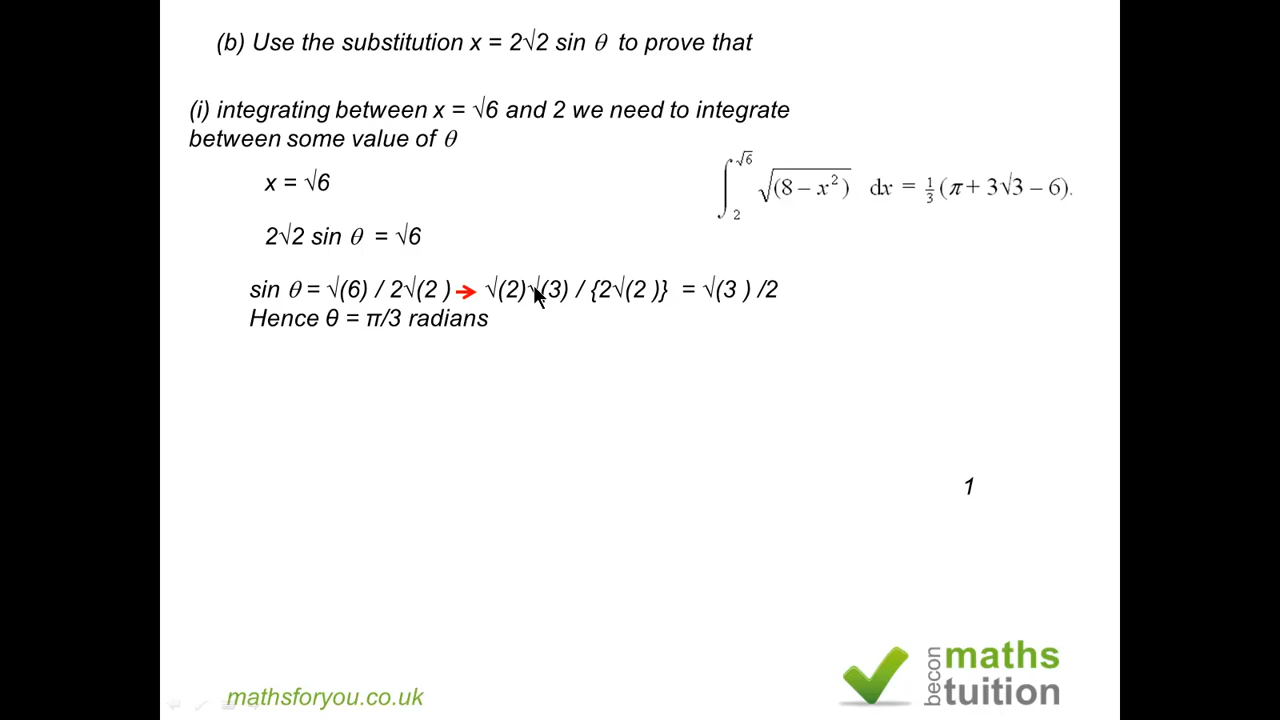 (b) Use the substitution x = 2√2 sin θ to prove that
(i) integrating between x = √6 and 2 we need to integrate
between some value of θ
x = √6
∫₂^√6 √(8 – x²) dx = ⅓(π + 3√3 – 6).
2√2 sin θ = √6
sin θ = √(6) / 2√(2 ) → √(2)√(3) / {2√(2 )} = √(3 ) /2
Hence θ = π/3 radians
1
becon maths tuition
mathsforyou.co.uk